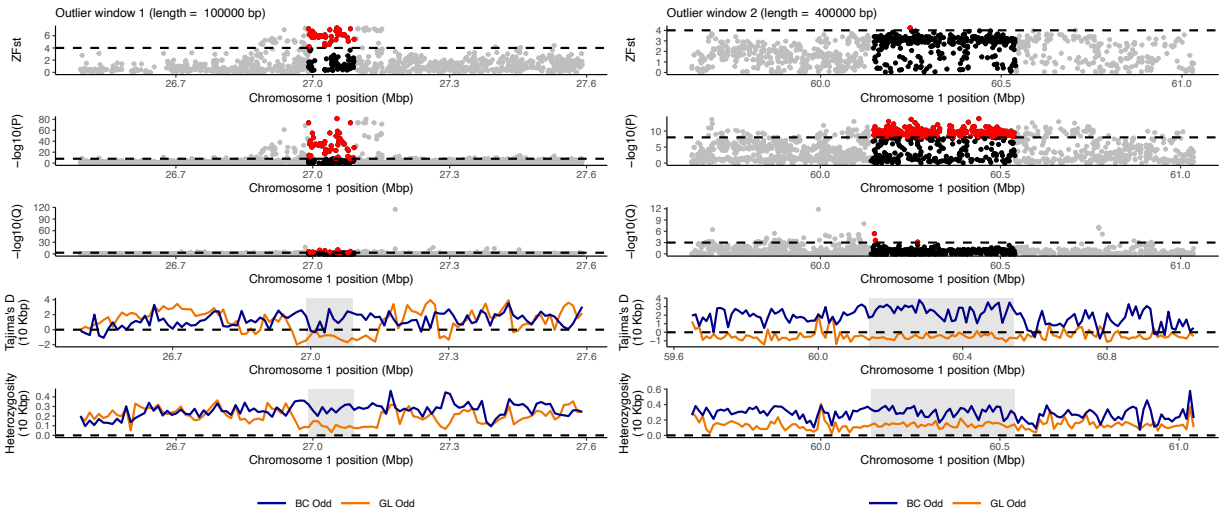 Outlier window 1 (length =  100000 bp)
ZFst
6
4
2
0
26.7
27.0
27.3
27.6
Chromosome 1 position (Mbp)
−log10(P)
80
60
40
20
0
26.7
27.0
27.3
27.6
Chromosome 1 position (Mbp)
−log10(Q)
120
90
60
30
0
26.7
27.0
27.3
27.6
Chromosome 1 position (Mbp)
Tajima's D
(10 Kbp)
4
2
0
−2
26.7
27.0
27.3
27.6
Chromosome 1 position (Mbp)
Heterozygosity
(10 Kbp)
0.4
0.3
0.2
0.1
0.0
26.7
27.0
27.3
27.6
Chromosome 1 position (Mbp)
BC Odd
GL Odd
Outlier window 2 (length =  400000 bp)
ZFst
4
3
2
1
0
60.0
60.5
61.0
Chromosome 1 position (Mbp)
−log10(P)
10
5
0
60.0
60.5
61.0
Chromosome 1 position (Mbp)
−log10(Q)
12
9
6
3
0
60.0
60.5
61.0
Chromosome 1 position (Mbp)
Tajima's D
(10 Kbp)
4
3
2
1
0
−1
59.6
60.0
60.4
60.8
Chromosome 1 position (Mbp)
Heterozygosity
(10 Kbp)
0.6
0.4
0.2
0.0
60.0
60.5
61.0
Chromosome 1 position (Mbp)
BC Odd
GL Odd